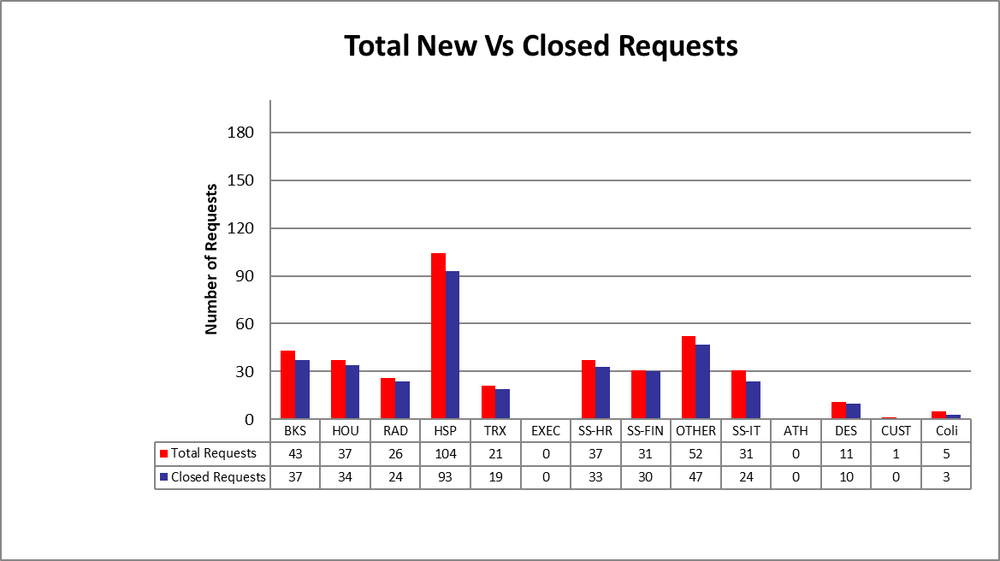 Total New Vs Closed Requests
Number of Requests
180
150
120
90
60
30
0
BKS HOU RAD HSP TRX EXEC SS-HR SS-FIN OTHER SS-IT ATH DES CUST Coli
Total Requests 43 37 26 104 21 0 37 31 52 31 0 11 1 5
Closed Requests 37 34 24 93 19 0 33 30 47 24 0 10 0 3